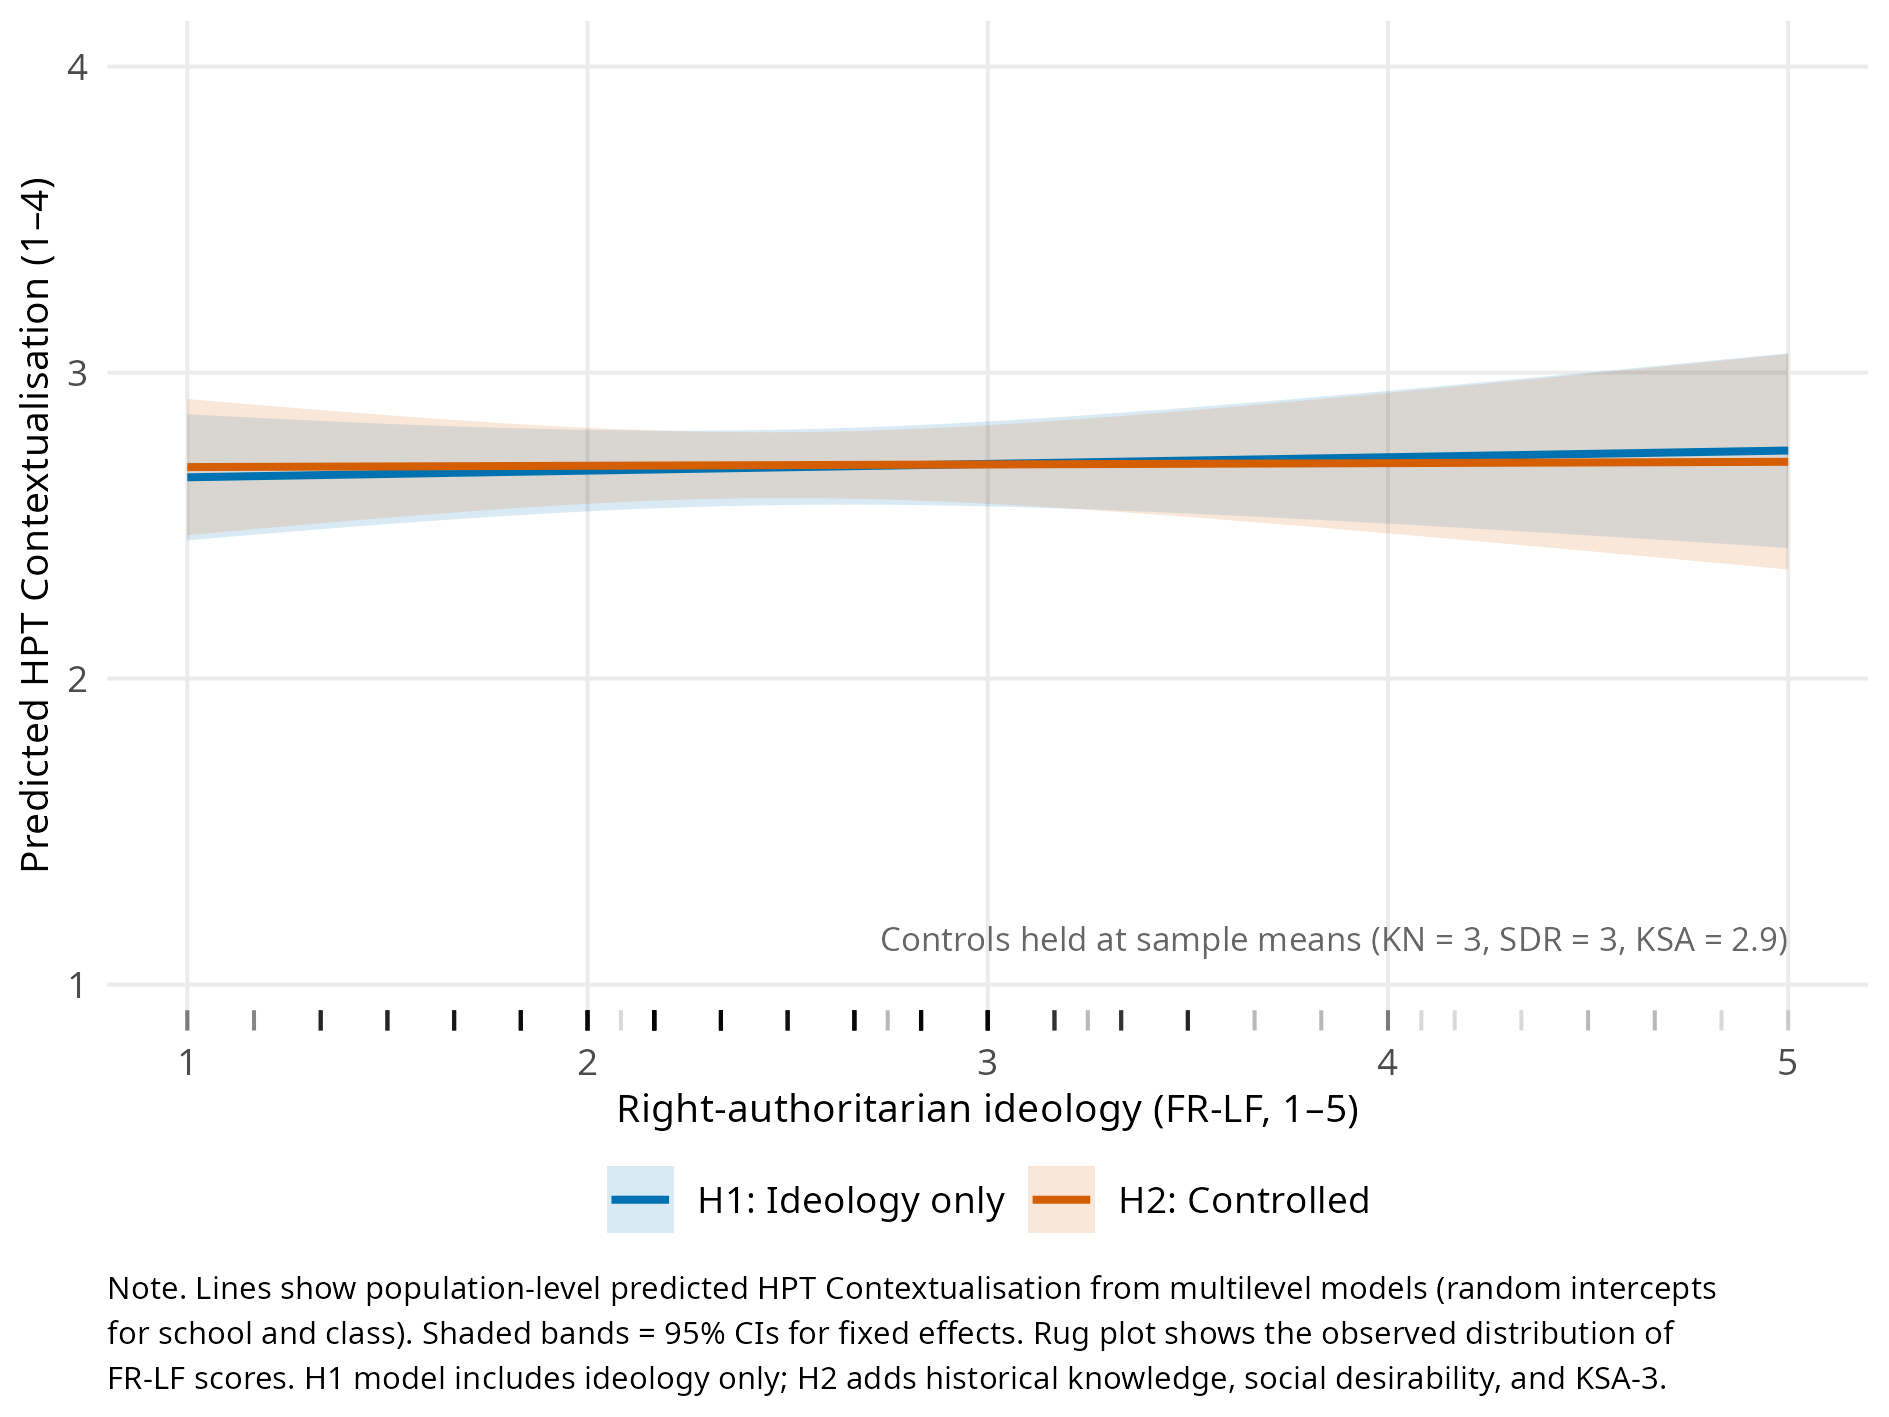 4
3
2
1
Predicted HPT Contextualisation (1–4)
Controls held at sample means (KN = 3, SDR = 3, KSA = 2.9)
1 2 3 4 5
Right-authoritarian ideology (FR-LF, 1–5)
H1: Ideology only H2: Controlled
Note. Lines show population-level predicted HPT Contextualisation from multilevel models (random intercepts
for school and class). Shaded bands = 95% CIs for fixed effects. Rug plot shows the observed distribution of
FR-LF scores. H1 model includes ideology only; H2 adds historical knowledge, social desirability, and KSA-3.